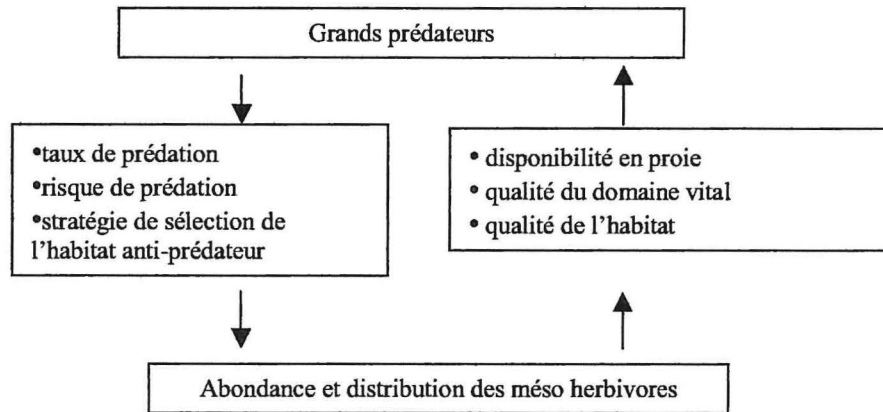 Grands prédateurs
•taux de prédation
•risque de prédation
•stratégie de sélection de
l'habitat anti-prédateur
• disponibilité en proie
• qualité du domaine vital
• qualité de l'habitat
Abondance et distribution des méso herbivores